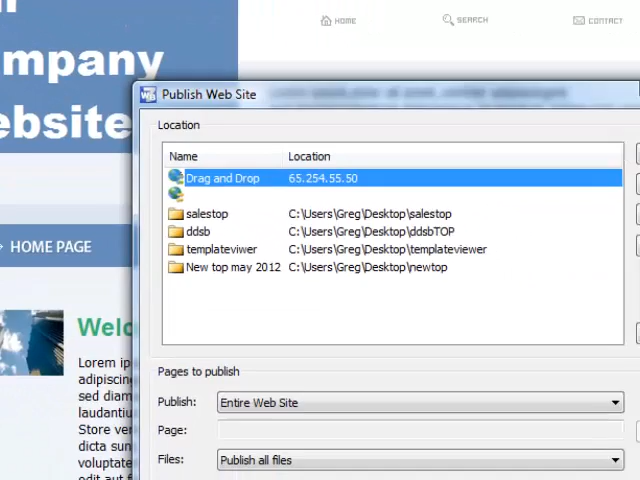 HOME
SEARCH
CONTACT
mpany
ebsite
Publish Web Site
Location
Name Location
Drag and Drop 65.254.55.50
salestop C:\Users\Greg\Desktop\salestop
ddsb C:\Users\Greg\Desktop\ddsbTOP
templateviwer C:\Users\Greg\Desktop\templateviewer
New top may 2012 C:\Users\Greg\Desktop\newtop
HOME PAGE
Welc
Lorem ip
adipiscing
sed diam
laudantiu
Store ver
dicta sun
voluptate
Pages to publish
Publish: Entire Web Site
Page:
Files: Publish all files